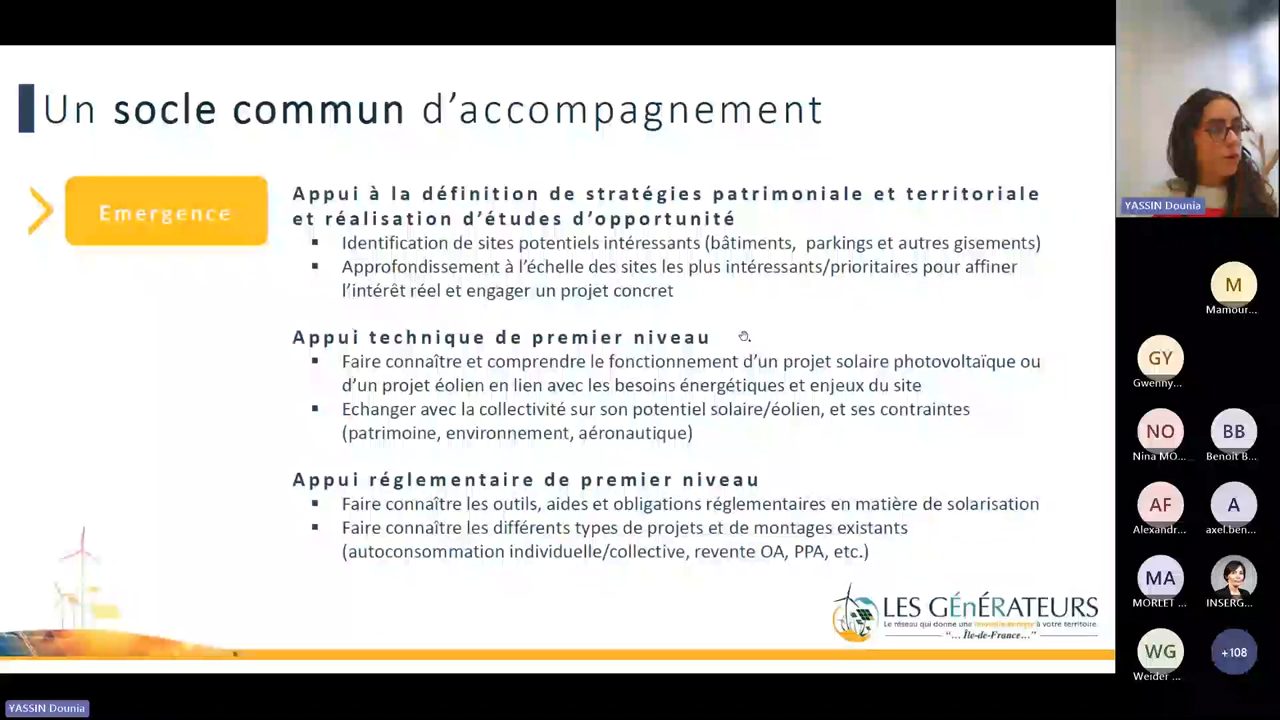 Un socle commun d’accompagnement
Emergence
Appui à la définition de stratégies patrimoniale et territoriale
et réalisation d’études d’opportunité
▪ Identification de sites potentiels intéressants (bâtiments, parkings et autres gisements)
▪ Approfondissement à l’échelle des sites les plus intéressants/prioritaires pour affiner
l’intérêt réel et engager un projet concret
Appui technique de premier niveau
▪ Faire connaître et comprendre le fonctionnement d’un projet solaire photovoltaïque ou
d’un projet éolien en lien avec les besoins énergétiques et enjeux du site
▪ Echanger avec la collectivité sur son potentiel solaire/éolien, et ses contraintes
(patrimoine, environnement, aéronautique)
Appui réglementaire de premier niveau
▪ Faire connaître les outils, aides et obligations réglementaires en matière de solarisation
▪ Faire connaître les différents types de projets et de montages existants
(autoconsommation individuelle/collective, revente OA, PPA, etc.)
LES GÉnÉRATEURS
Le réseau qui donne une à votre territoire.
“... Île-de-France...”
YASSIN Dounia
M
Mamour...
GY
Gwenny...
NO
Nina MO...
BB
Benoit B...
AF
Alexandr...
A
axel.ben...
MA
MORLET ...
INSERG...
WG
Weider ...
+108
YASSIN Dounia